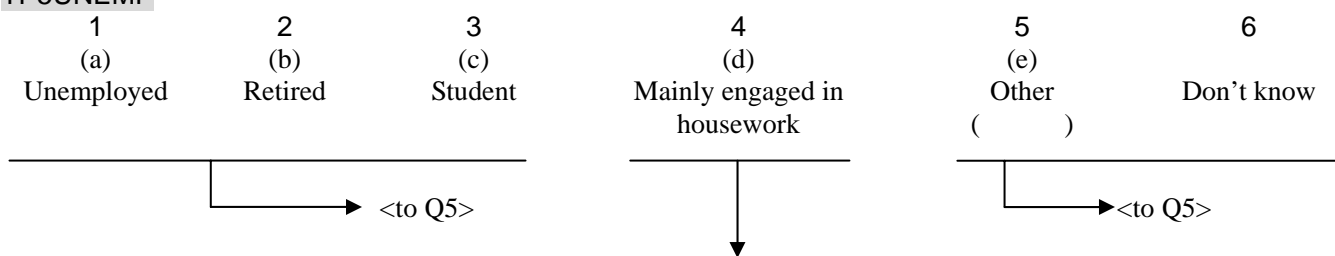 1 2 3 4 5 6
(a) (b) (c) (d) (e)
Unemployed Retired Student Mainly engaged in Other Don't know
housework ( )
<to Q5> <to Q5>